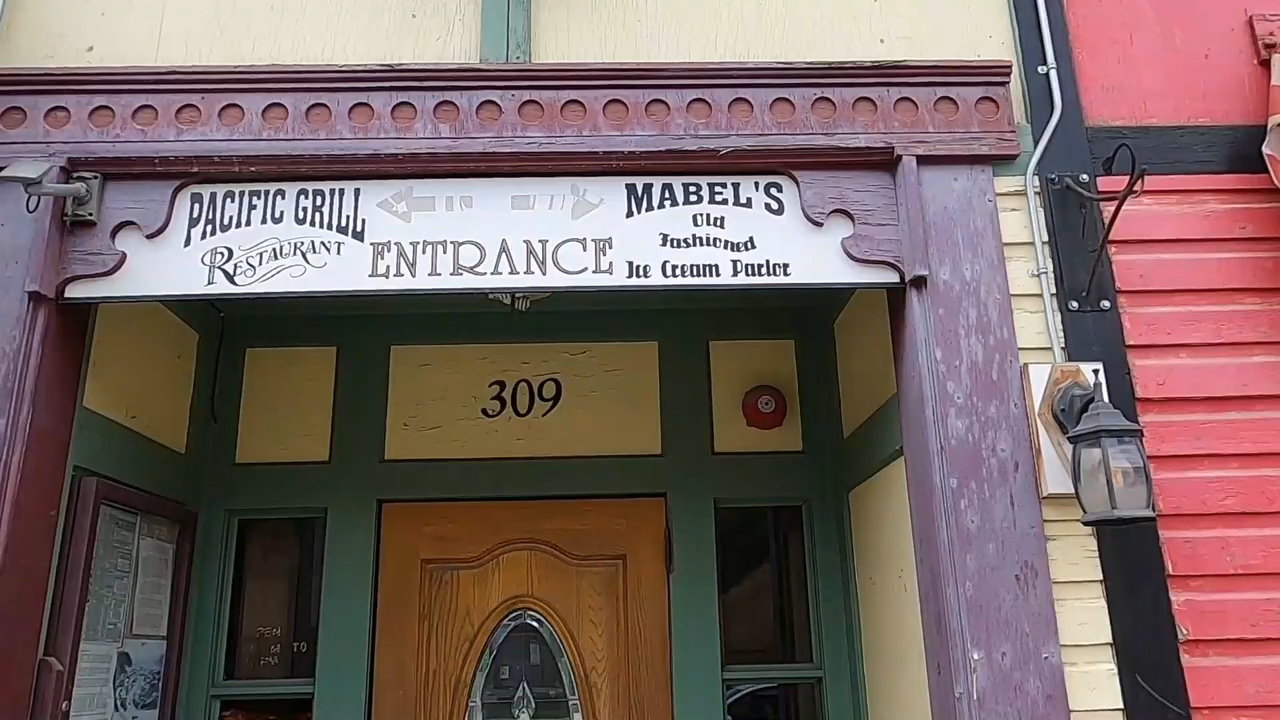 PACIFIC GRILL
RESTAURANT
ENTRANCE
MABEL'S
Old
Fashioned
Ice Cream Parlor
309